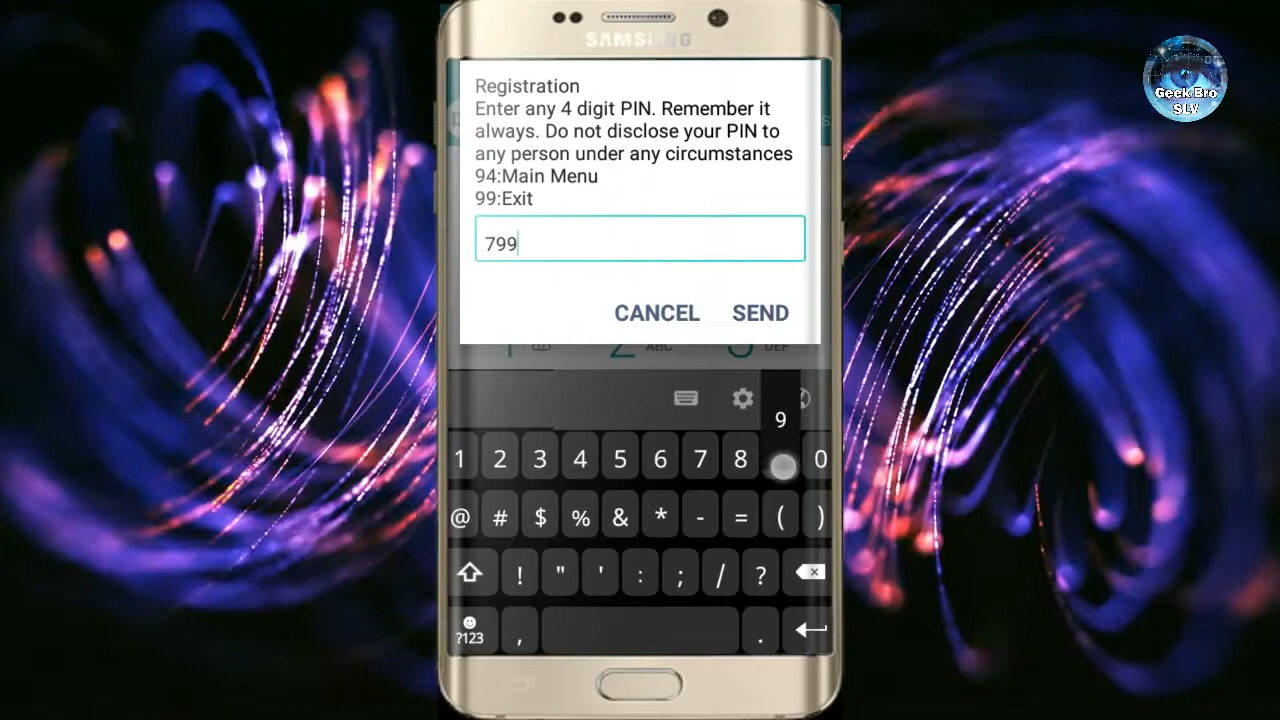 SAMSUNG
Geek Bro
SLV
Registration
Enter any 4 digit PIN. Remember it
always. Do not disclose your PIN to
any person under any circumstances
94:Main Menu
99:Exit
799
CANCEL SEND
ABC DEF
9
1 2 3 4 5 6 7 8 0
@ # $ % & * - = ( )
! " ' : ; / ?
?123 , .